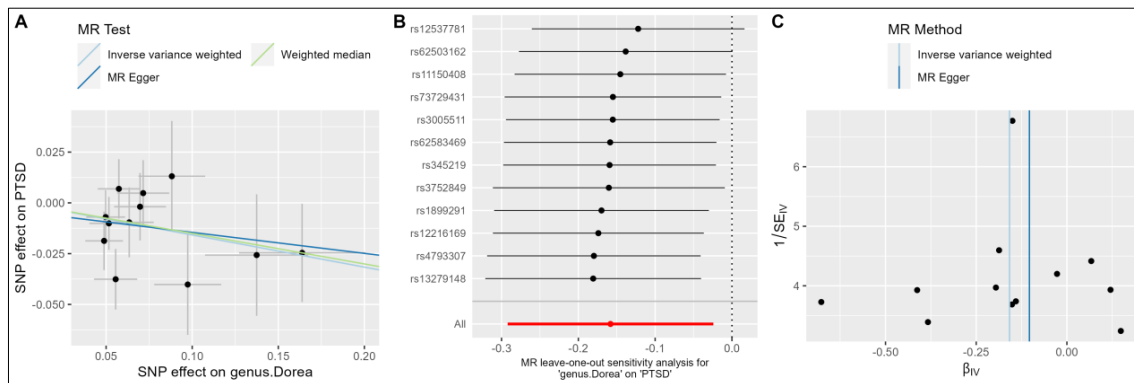 A
MR Test
Inverse variance weighted
Weighted median
MR Egger
SNP effect on PTSD
0.025
0.000
-0.025
-0.050
0.05
0.10
0.15
0.20
SNP effect on genus.Dorea
B
rs12537781
rs62503162
rs11150408
rs73729431
rs3005511
rs62583469
rs345219
rs3752849
rs1899291
rs12216169
rs4793307
rs13279148
All
-0.3
-0.2
-0.1
0.0
MR leave-one-out sensitivity analysis for
'genus.Dorea' on 'PTSD'
C
MR Method
Inverse variance weighted
MR Egger
1/SEIV
6
5
4
-0.50
-0.25
0.00
βIV